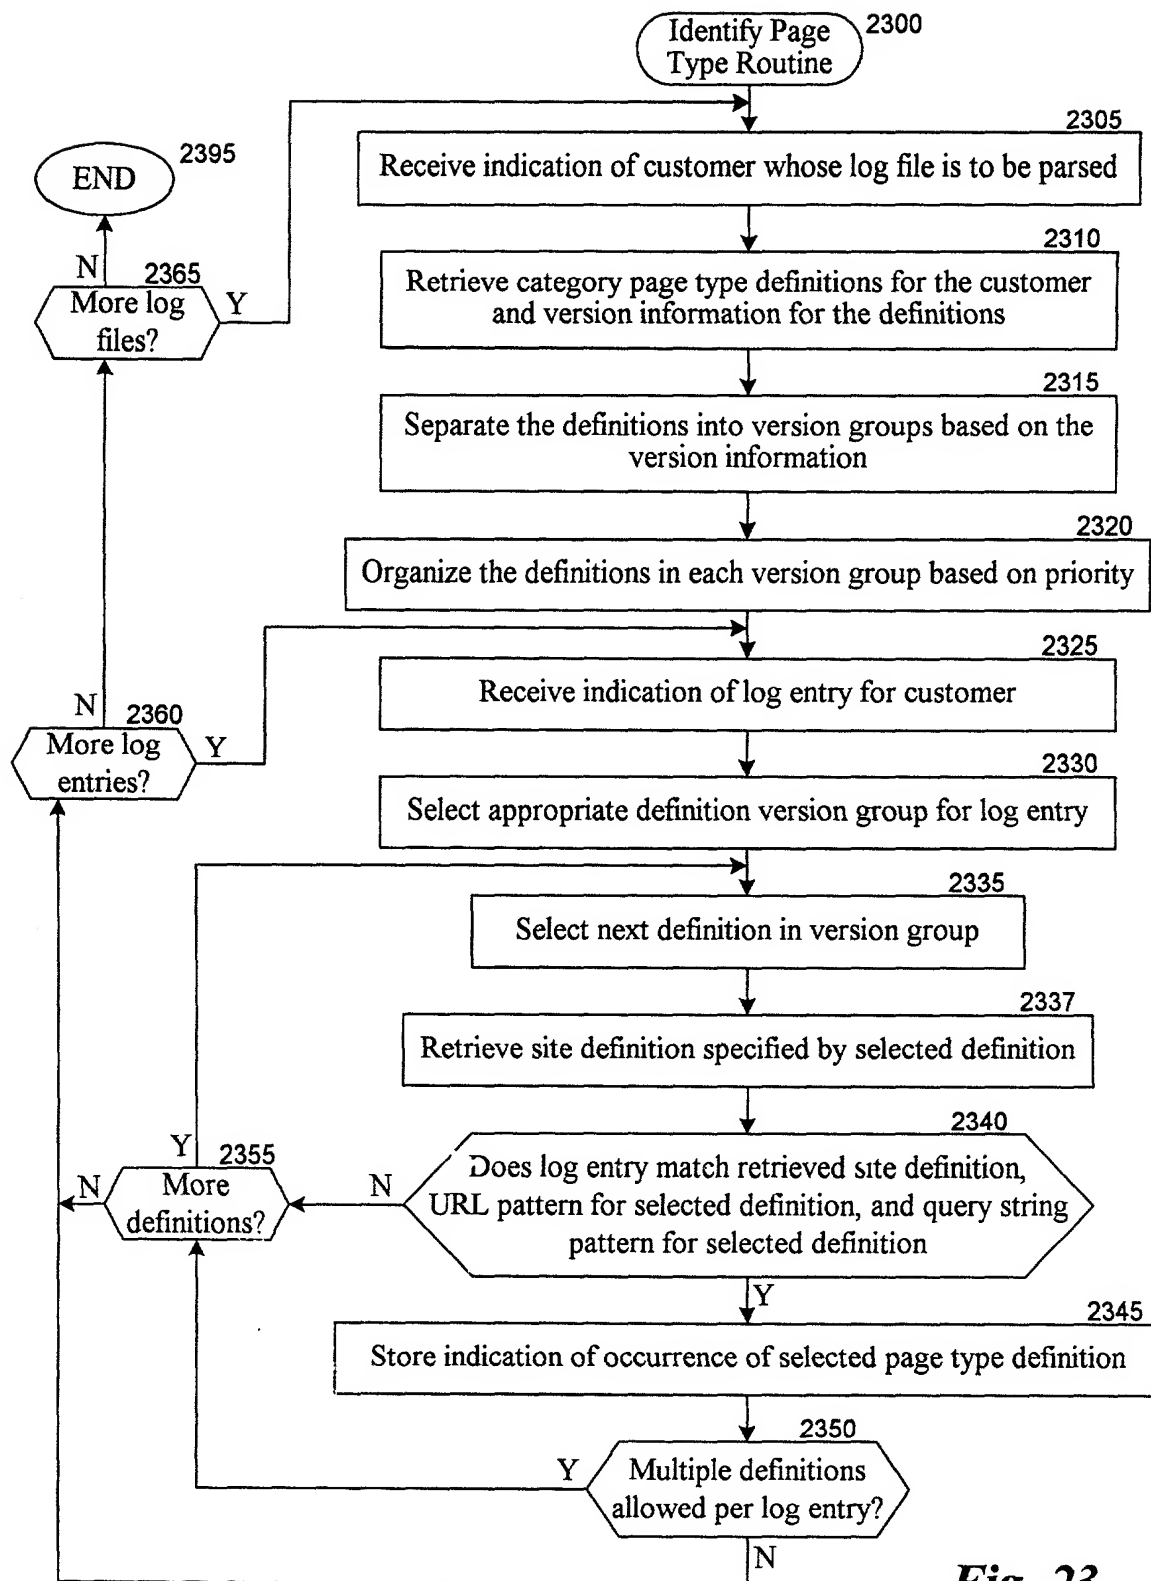 Identify Page
Type Routine
2300
2305
Receive indication of customer whose log file is to be parsed
END
2395
2310
Retrieve category page type definitions for the customer
and version information for the definitions
N
2365
More log
files?
Y
2315
Separate the definitions into version groups based on the
version information
2320
Organize the definitions in each version group based on priority
2325
Receive indication of log entry for customer
N
2360
More log
entries?
Y
2330
Select appropriate definition version group for log entry
2335
Select next definition in version group
2337
Retrieve site definition specified by selected definition
2340
Does log entry match retrieved site definition,
URL pattern for selected definition, and query string
pattern for selected definition
Y
2355
N
More
definitions?
N
Y
2345
Store indication of occurrence of selected page type definition
2350
Multiple definitions
allowed per log entry?
Y
N
Fig. 23